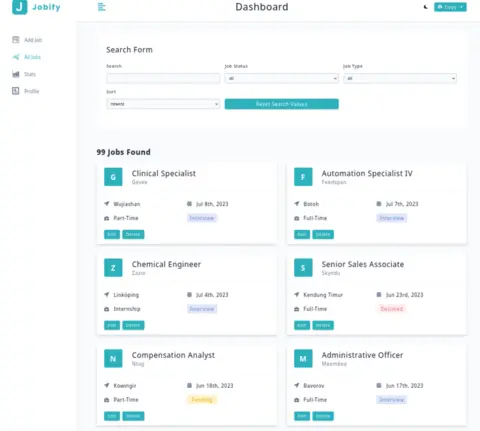 Jobify
Dashboard
Add Job
All Jobs
Stats
Profile
Search Form
Search
Job Status
Job Type
all
all
Sort
newest
Reset Search Values
99 Jobs Found
G
Clinical Specialist
Gevee
Wujiashan
Jul 8th, 2023
Part-Time
Interview
Edit
Delete
F
Automation Specialist IV
Feedspan
Jul 7th, 2023
Full-Time
Interview
Edit
Delete
Z
Chemical Engineer
Zazio
Linköping
Jul 4th, 2023
Internship
Interview
Edit
Delete
S
Senior Sales Associate
Skyndu
Kendung Timur
Jun 23rd, 2023
Full-Time
Declined
Edit
Delete
N
Compensation Analyst
Ntag
Kowngir
Jun 18th, 2023
Part-Time
Pending
Edit
Delete
M
Administrative Officer
Meembee
Bavorov
Jun 17th, 2023
Full-Time
Interview
Edit
Delete